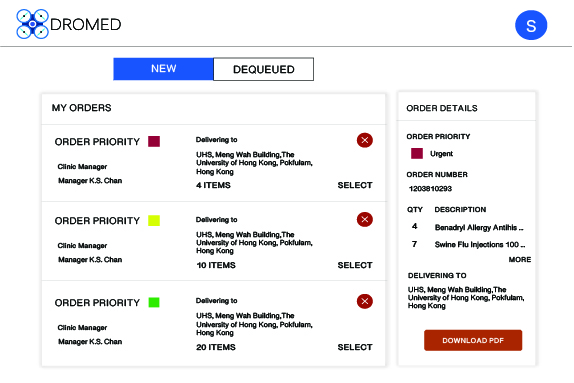 DROMED
S
NEW
DEQUEUED
MY ORDERS
ORDER PRIORITY
Clinic Manager
Manager K.S. Chan
Delivering to
UHS, Meng Wah Building,The
University of Hong Kong, Pokfulam,
Hong Kong
4 ITEMS
SELECT
ORDER PRIORITY
Clinic Manager
Manager K.S. Chan
Delivering to
UHS, Meng Wah Building,The
University of Hong Kong, Pokfulam,
Hong Kong
10 ITEMS
SELECT
ORDER PRIORITY
Clinic Manager
Manager K.S. Chan
Delivering to
UHS, Meng Wah Building,The
University of Hong Kong, Pokfulam,
Hong Kong
20 ITEMS
SELECT
ORDER DETAILS
ORDER PRIORITY
Urgent
ORDER NUMBER
1203810293
QTY DESCRIPTION
4 Benadryl Allergy Antihis ...
7 Swine Flu Injections 100 ...
MORE
DELIVERING TO
UHS, Meng Wah Building,The
University of Hong Kong, Pokfulam,
Hong Kong
DOWNLOAD PDF